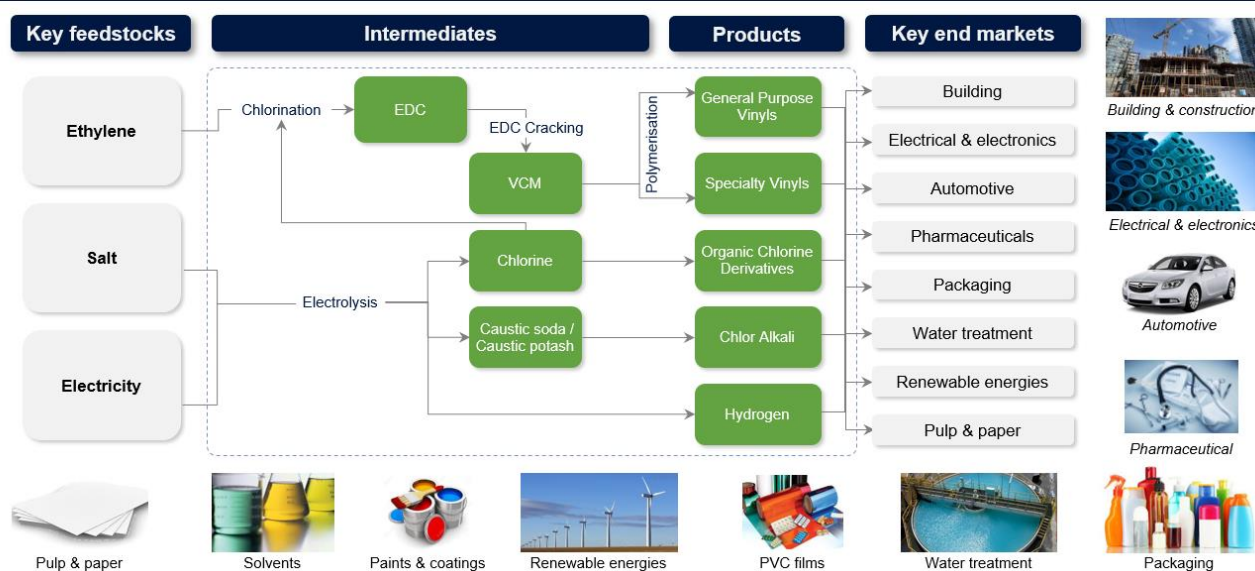 Key feedstocks
Intermediates
Products
Key end markets
Ethylene
Salt
Electricity
Chlorination
EDC
EDC Cracking
VCM
Polymerisation
Chlorine
Electrolysis
Caustic soda /
Caustic potash
General Purpose
Vinyls
Specialty Vinyls
Organic Chlorine
Derivatives
Chlor Alkali
Hydrogen
Building
Electrical & electronics
Automotive
Pharmaceuticals
Packaging
Water treatment
Renewable energies
Pulp & paper
Building & construction
Electrical & electronics
Automotive
Pharmaceutical
Pulp & paper
Solvents
Paints & coatings
Renewable energies
PVC films
Water treatment
Packaging